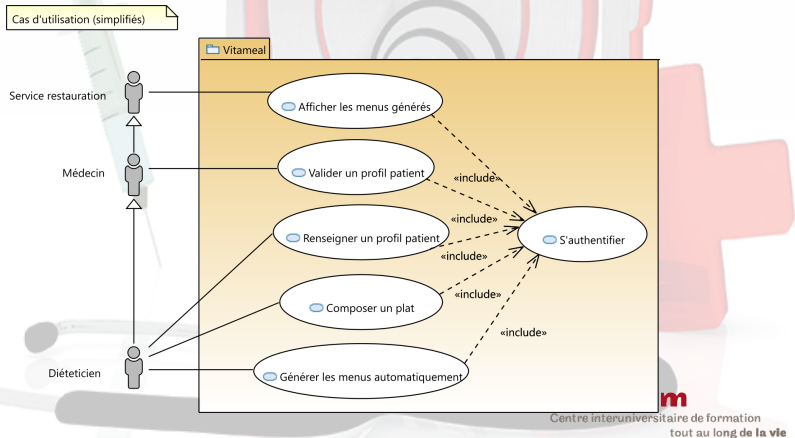 Cas d'utilisation (simplifiés)
Vitameal
Service restauration
Afficher les menus générés
Médecin
Valider un profil patient
«include»
«include»
Renseigner un profil patient
S'authentifier
«include»
«include»
Composer un plat
«include»
Diéteticien
Générer les menus automatiquement
m
Centre interuniversitaire de formation
tout au long de la vie